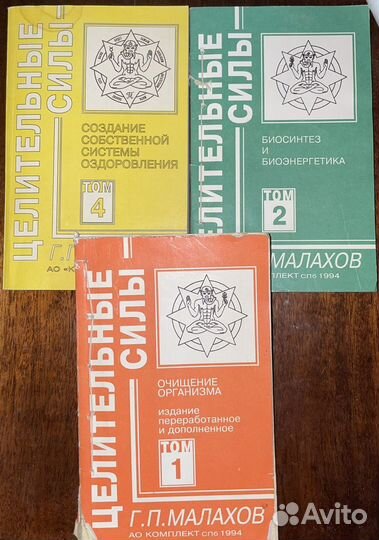 ЦЕЛИТЕЛЬНЫЕ
СИЛЫ
СОЗДАНИЕ
СОБСТВЕННОЙ
СИСТЕМЫ
ОЗДОРОВЛЕНИЯ
ТОМ
4
Г.П.
АО «К
ЦЕЛИТЕЛЬНЫЕ
СИЛЫ
БИОСИНТЕЗ
И
БИОЭНЕРГЕТИКА
ТОМ
2
МАЛАХОВ
ПЛЕКТ СПб 1994
ЦЕЛИТЕЛЬНЫЕ
СИЛЫ
ОЧИЩЕНИЕ
ОРГАНИЗМА
издание
переработанное
и дополненное
ТОМ
1
Г.П.МАЛАХОВ
АО КОМПЛЕКТ СПб 1994
Avito